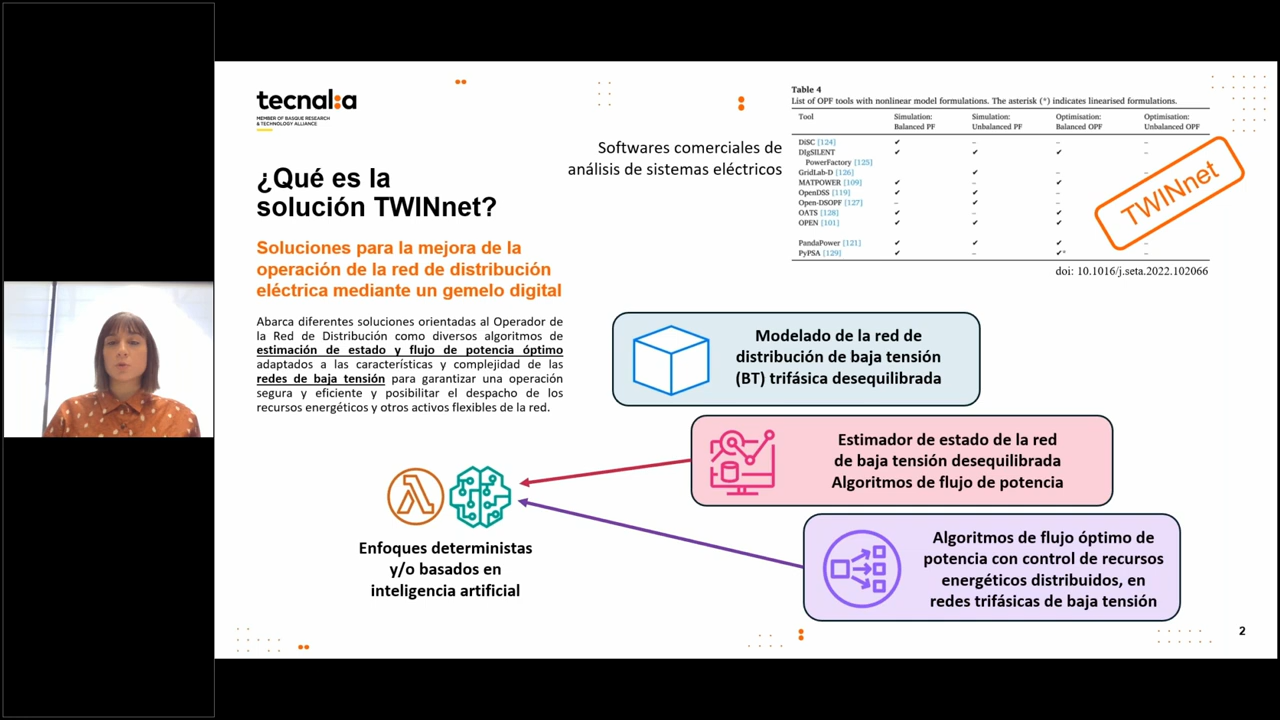 tecnal:a
MEMBER OF BASQUE RESEARCH
& TECHNOLOGY ALLIANCE
¿Qué es la
solución TWINnet?
Soluciones para la mejora de la
operación de la red de distribución
eléctrica mediante un gemelo digital
Abarca diferentes soluciones orientadas al Operador de
la Red de Distribución como diversos algoritmos de
estimación de estado y flujo de potencia óptimo
adaptados a las características y complejidad de las
redes de baja tensión para garantizar una operación
segura y eficiente y posibilitar el despacho de los
recursos energéticos y otros activos flexibles de la red.
Softwares comerciales de
análisis de sistemas eléctricos
Table 4
List of OPF tools with nonlinear model formulations. The asterisk (*) indicates linearised formulations.
Tool Simulation: Simulation: Optimisation: Optimisation:
Balanced PF Unbalanced PF Balanced OPF Unbalanced OPF
DiSC [124] ✔ – – –
DIgSILENT ✔ ✔ ✔ –
PowerFactory [125]
GridLab-D [126] – ✔ – –
MATPOWER [109] ✔ – ✔
OpenDSS [119] ✔ ✔ –
Open-DSOPF [127] – ✔ –
OATS [128] ✔ – ✔
OPEN [101] ✔ ✔ ✔
PandaPower [121] ✔ ✔ ✔ –
PyPSA [129] ✔ – ✔* –
TWINnet
doi: 10.1016/j.seta.2022.102066
Modelado de la red de
distribución de baja tensión
(BT) trifásica desequilibrada
Estimador de estado de la red
de baja tensión desequilibrada
Algoritmos de flujo de potencia
Algoritmos de flujo óptimo de
potencia con control de recursos
energéticos distribuidos, en
redes trifásicas de baja tensión
Enfoques deterministas
y/o basados en
inteligencia artificial
2